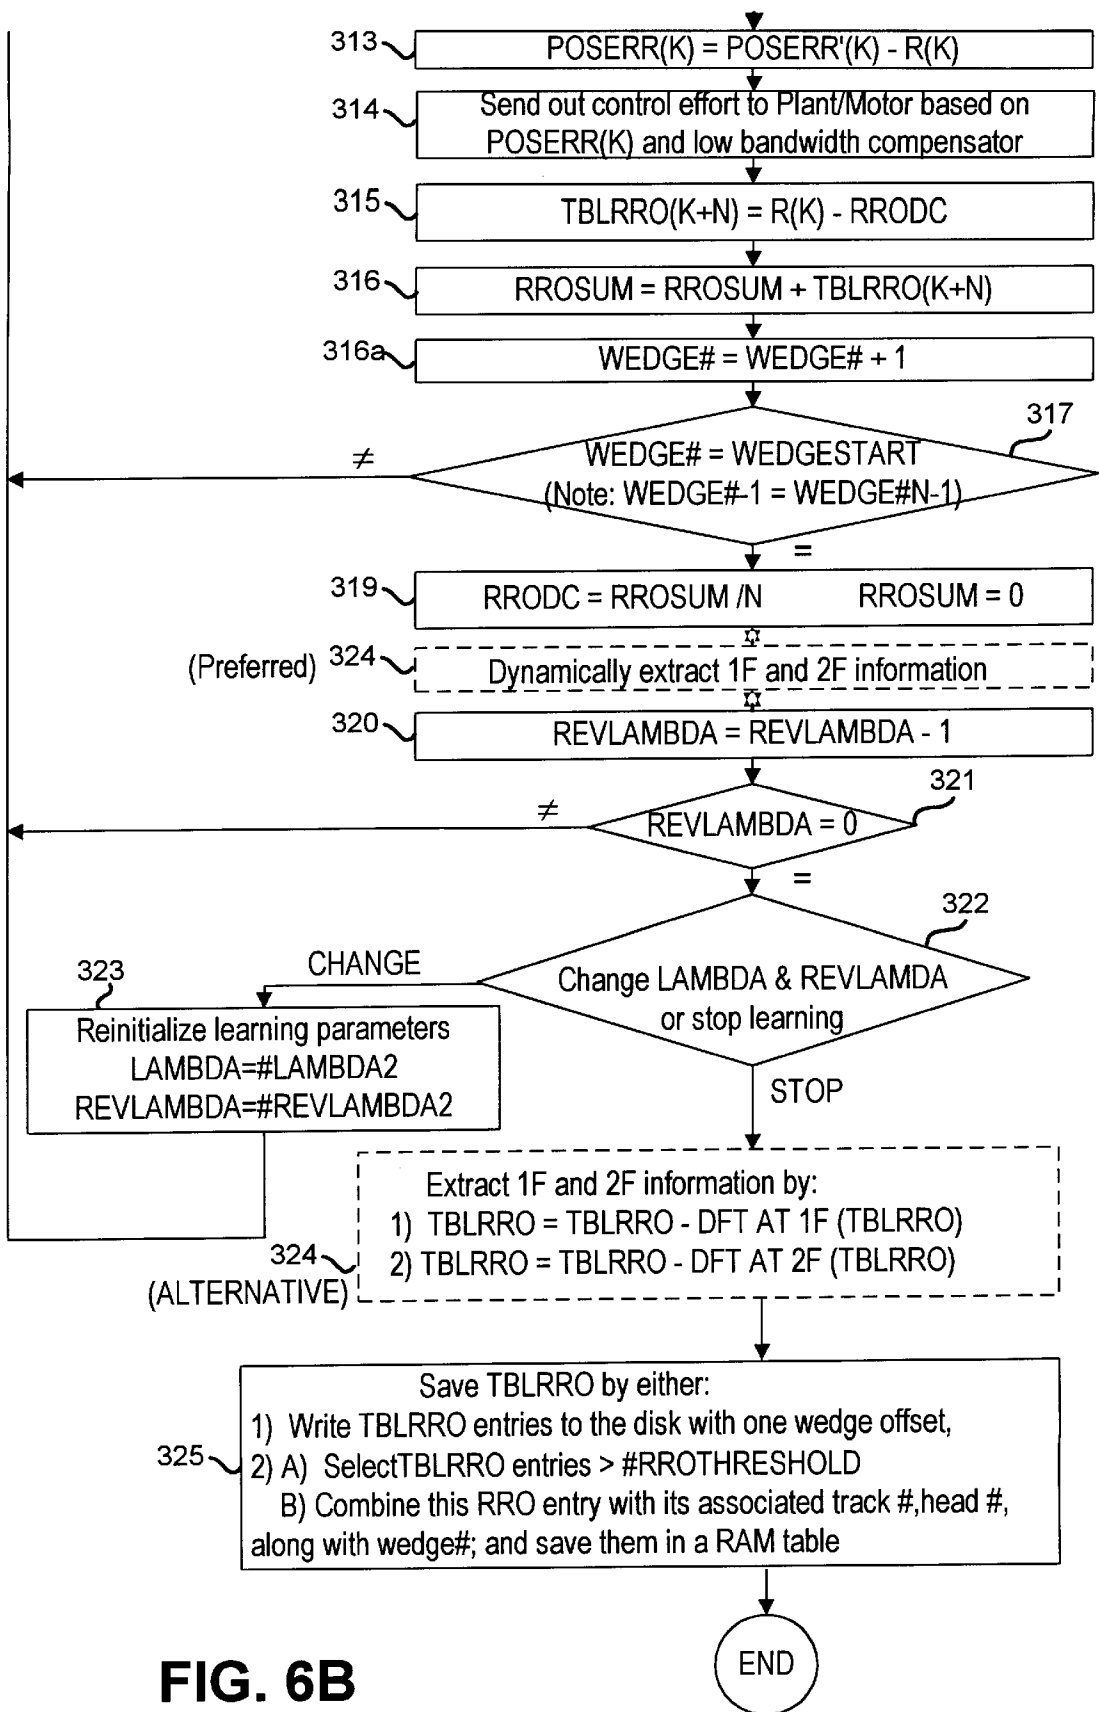 313
POSERR(K) = POSERR'(K) - R(K)
314
Send out control effort to Plant/Motor based on
POSERR(K) and low bandwidth compensator
315
TBLRRO(K+N) = R(K) - RRODC
316
RROSUM = RROSUM + TBLRRO(K+N)
316a
WEDGE# = WEDGE# + 1
317
≠
WEDGE# = WEDGESTART
(Note: WEDGE#-1 = WEDGE#N-1)
=
319
RRODC = RROSUM /N RROSUM = 0
(Preferred) 324
Dynamically extract 1F and 2F information
320
REVLAMBDA = REVLAMBDA - 1
321
≠
REVLAMBDA = 0
=
322
CHANGE
Change LAMBDA & REVLAMDA
or stop learning
323
Reinitialize learning parameters
LAMBDA=#LAMBDA2
REVLAMBDA=#REVLAMBDA2
STOP
Extract 1F and 2F information by:
1) TBLRRO = TBLRRO - DFT AT 1F (TBLRRO)
2) TBLRRO = TBLRRO - DFT AT 2F (TBLRRO)
324
(ALTERNATIVE)
Save TBLRRO by either:
1) Write TBLRRO entries to the disk with one wedge offset,
325
2) A) SelectTBLRRO entries > #RROTHRESHOLD
B) Combine this RRO entry with its associated track #,head #,
along with wedge#; and save them in a RAM table
END
FIG. 6B